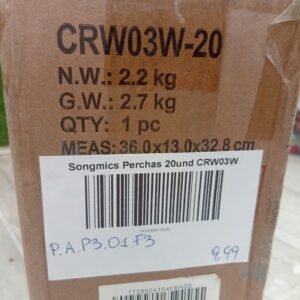 CRW03W-20
N.W.: 2.2 kg
G.W.: 2.7 kg
QTY: 1 pc
MEAS: 36.0x13.0x32.8 cm
Songmics Perchas 20und CRW03W
P.A.P3.01.F3
9,99